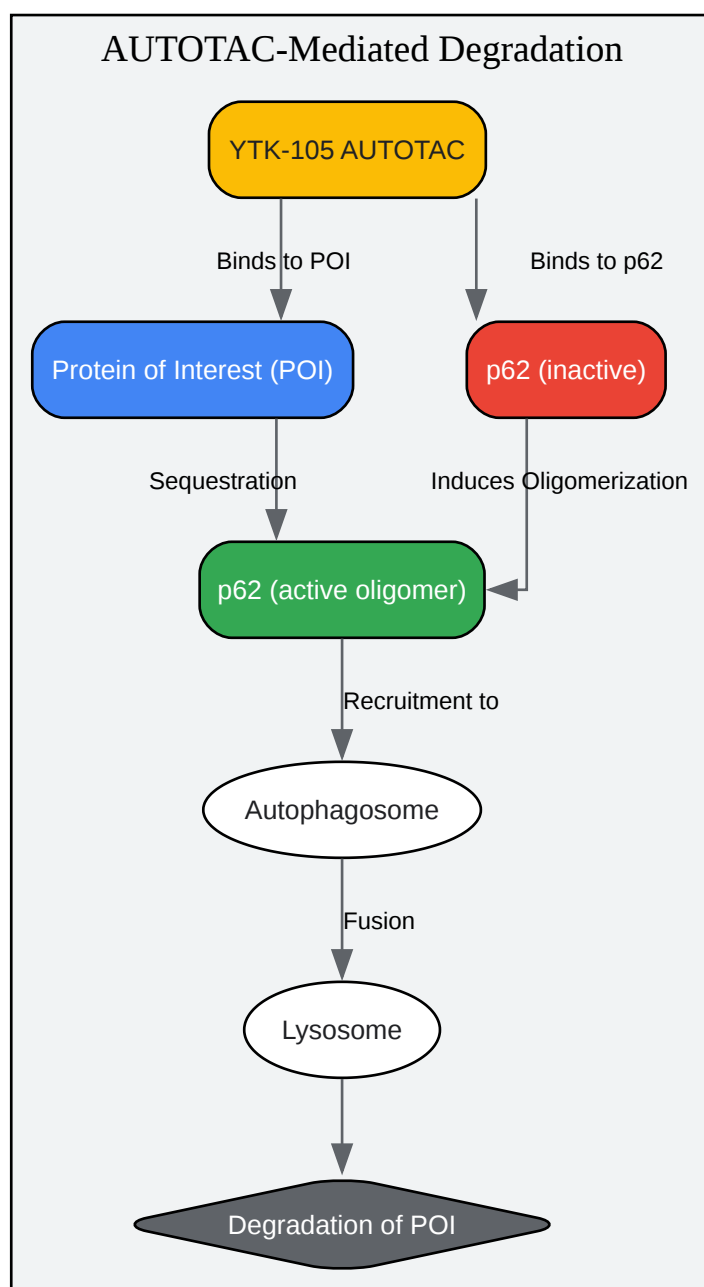 AUTOTAC-Mediated Degradation
YTK-105 AUTOTAC
Binds to POI
Binds to p62
Protein of Interest (POI)
p62 (inactive)
Sequestration
Induces Oligomerization
p62 (active oligomer)
Recruitment to
Autophagosome
Fusion
Lysosome
Degradation of POI